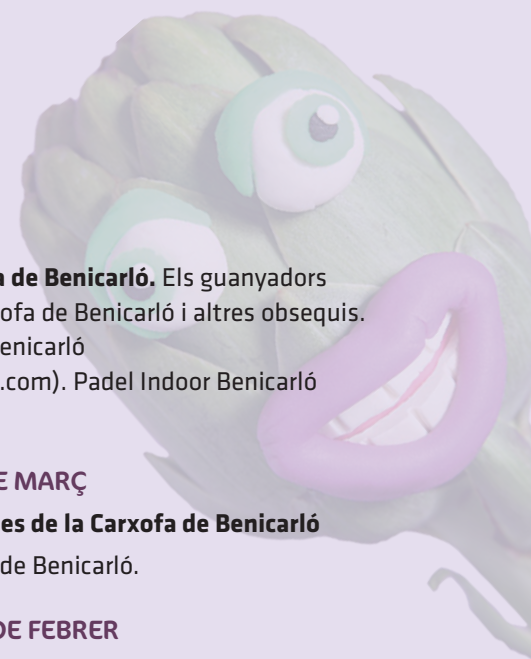 a de Benicarló. Els guanyadors
ofa de Benicarló i altres obsequis.
enicarló
.com). Padel Indoor Benicarló
E MARÇ
es de la Carxofa de Benicarló
de Benicarló.
DE FEBRER